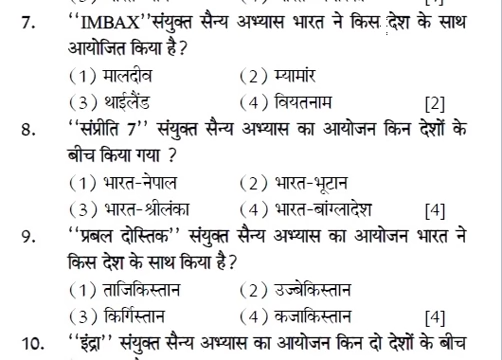 7. ‘‘IMBAX’’संयुक्त सैन्य अभ्यास भारत ने किस देश के साथ
आयोजित किया है?
(1) मालदीव (2) म्यामांर
(3) थाईलैंड (4) वियतनाम [2]
8. ‘‘संप्रीति 7’’ संयुक्त सैन्य अभ्यास का आयोजन किन देशों के
बीच किया गया ?
(1) भारत-नेपाल (2) भारत-भूटान
(3) भारत-श्रीलंका (4) भारत-बांग्लादेश [4]
9. ‘‘प्रबल दोस्तिक’’ संयुक्त सैन्य अभ्यास का आयोजन भारत ने
किस देश के साथ किया है?
(1) ताजिकिस्तान (2) उज्बेकिस्तान
(3) किर्गिस्तान (4) कजाकिस्तान [4]
10. ‘‘इंद्रा’’ संयुक्त सैन्य अभ्यास का आयोजन किन दो देशों के बीच